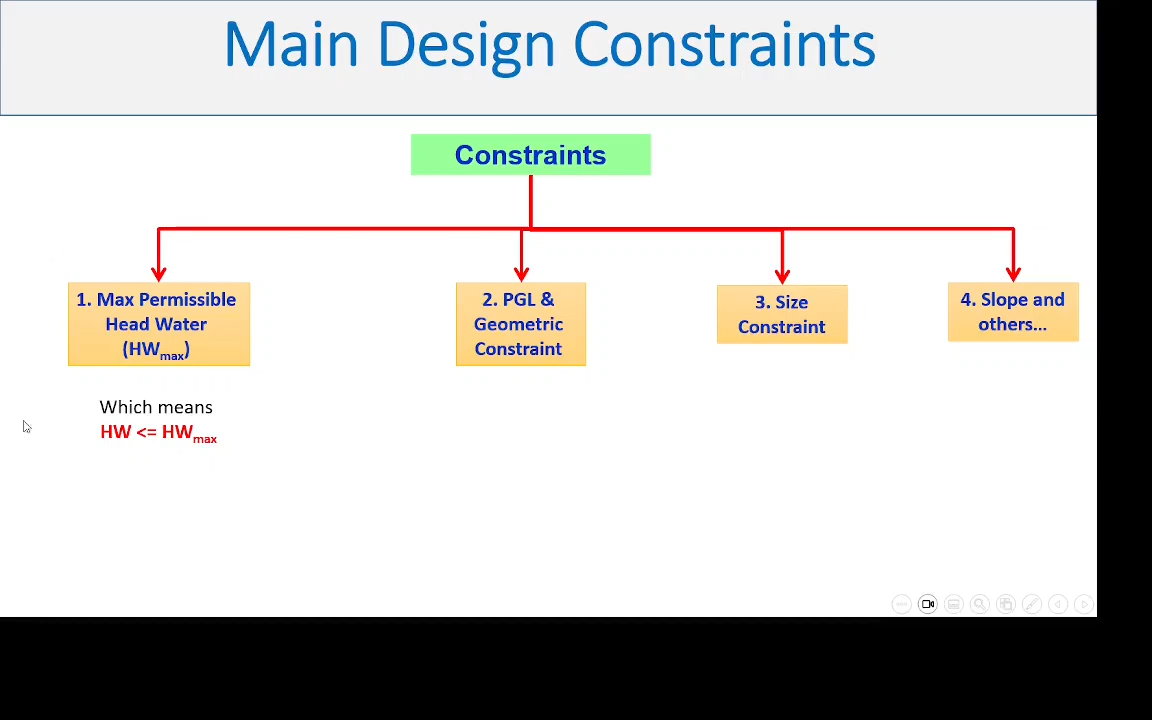 Main Design Constraints
Constraints
1. Max Permissible
Head Water
(HWmax)
2. PGL &
Geometric
Constraint
3. Size
Constraint
4. Slope and
others...
Which means
HW <= HWmax